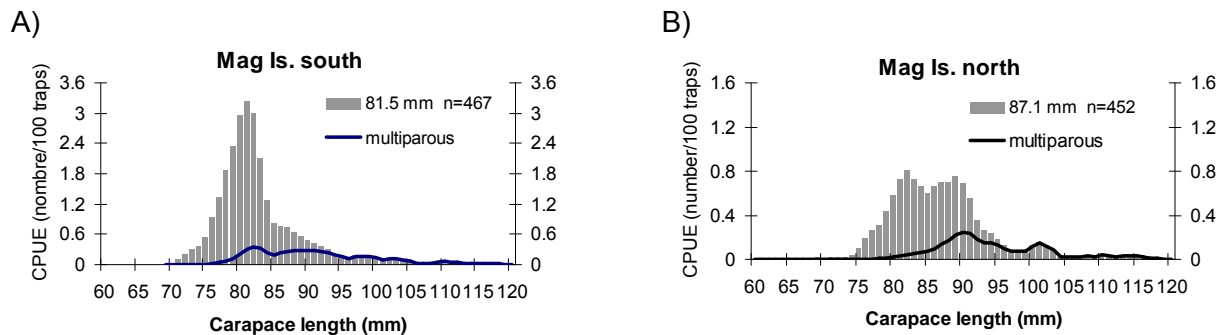 A)
Mag Is. south
CPUE (nombre/100 traps)
3.6
3
2.4
1.8
1.2
0.6
0
81.5 mm n=467
multiparous
3.6
3
2.4
1.8
1.2
0.6
0
60 65 70 75 80 85 90 95 100 105 110 115 120
Carapace length (mm)
B)
Mag Is. north
CPUE (number/100 traps)
1.6
1.2
0.8
0.4
0
87.1 mm n=452
multiparous
1.6
1.2
0.8
0.4
0
60 65 70 75 80 85 90 95 100 105 110 115 120
Carapace length (mm)